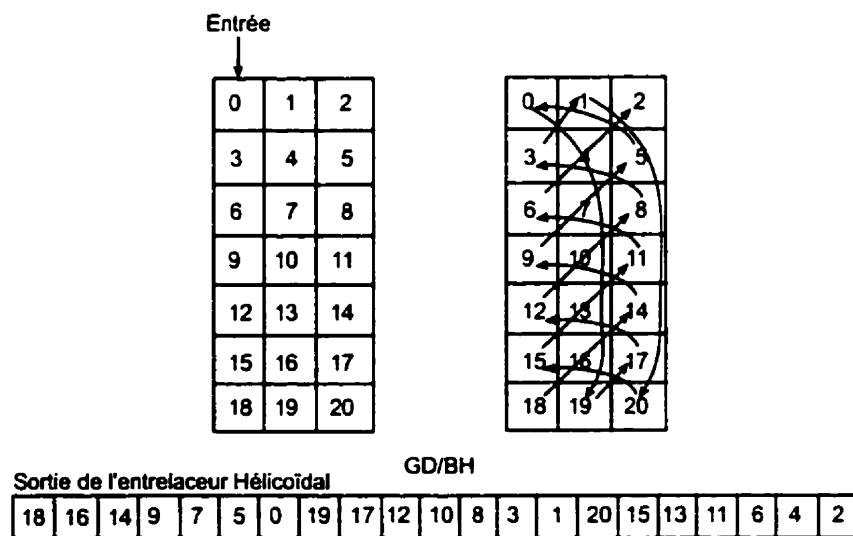 Entrée
0 1 2 0 1 2
3 4 5 3 4 5
6 7 8 6 7 8
9 10 11 9 10 11
12 13 14 12 13 14
15 16 17 15 16 17
18 19 20 18 19 20
GD/BH
Sortie de l'entrelaceur Hélicoïdal
18 16 14 9 7 5 0 19 17 12 10 8 3 1 20 15 13 11 6 4 2